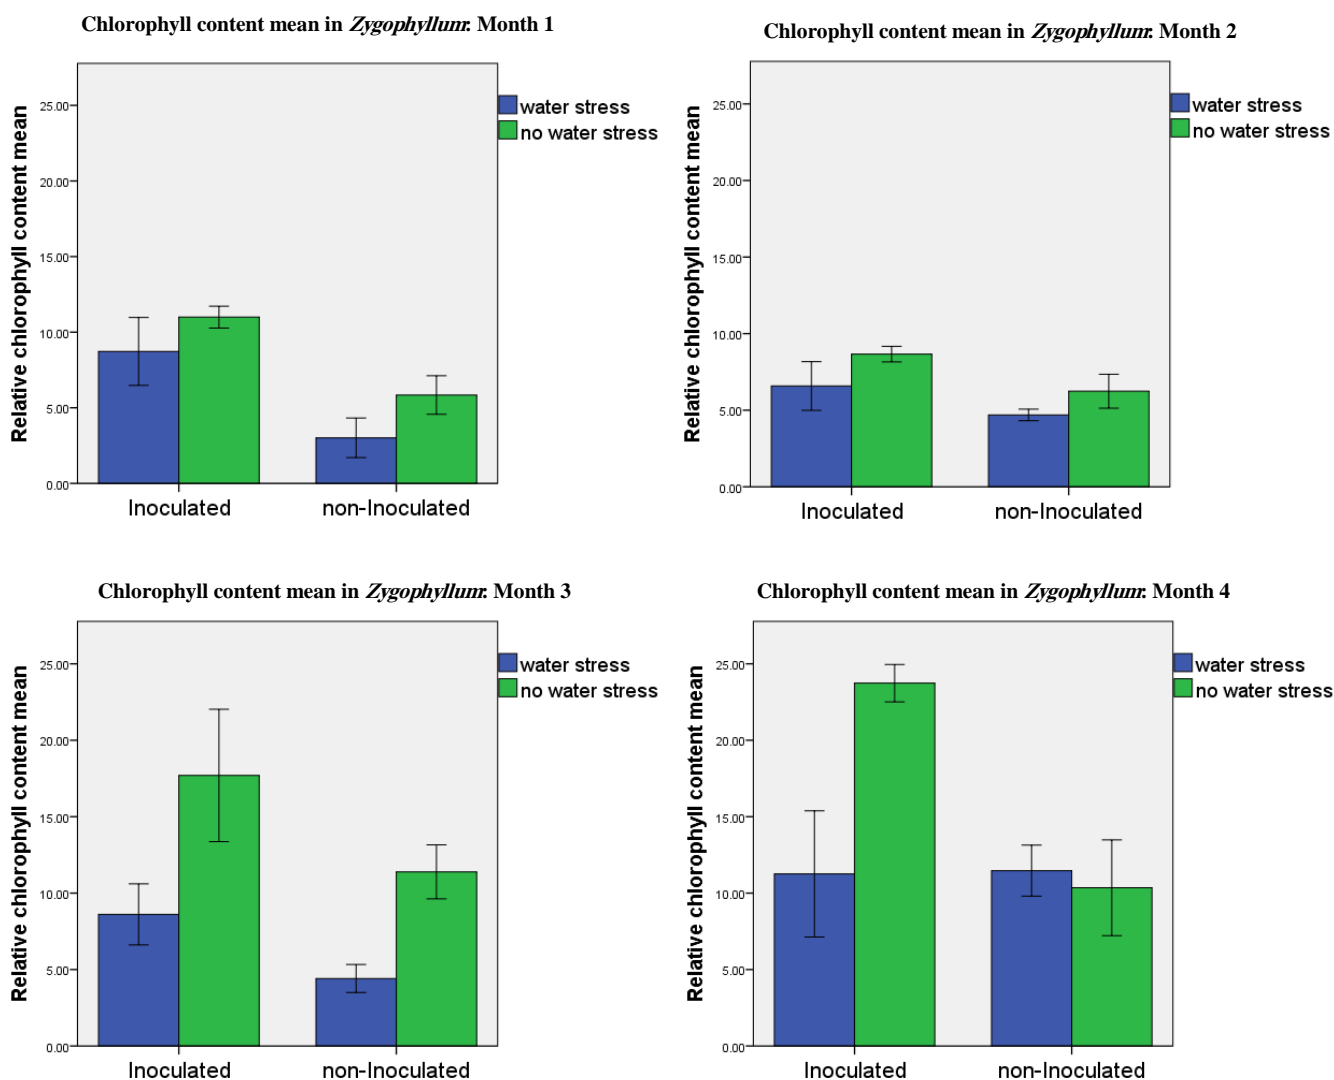 Chlorophyll content mean in Zygophyllum: Month 1
Relative chlorophyll content mean
25.00
20.00
15.00
10.00
5.00
0.00
water stress
no water stress
Inoculated
non-Inoculated
Chlorophyll content mean in Zygophyllum: Month 2
Relative chlorophyll content mean
25.00
20.00
15.00
10.00
5.00
0.00
water stress
no water stress
Inoculated
non-Inoculated
Chlorophyll content mean in Zygophyllum: Month 3
Relative chlorophyll content mean
25.00
20.00
15.00
10.00
5.00
0.00
water stress
no water stress
Inoculated
non-Inoculated
Chlorophyll content mean in Zygophyllum: Month 4
Relative chlorophyll content mean
25.00
20.00
15.00
10.00
5.00
0.00
water stress
no water stress
Inoculated
non-Inoculated